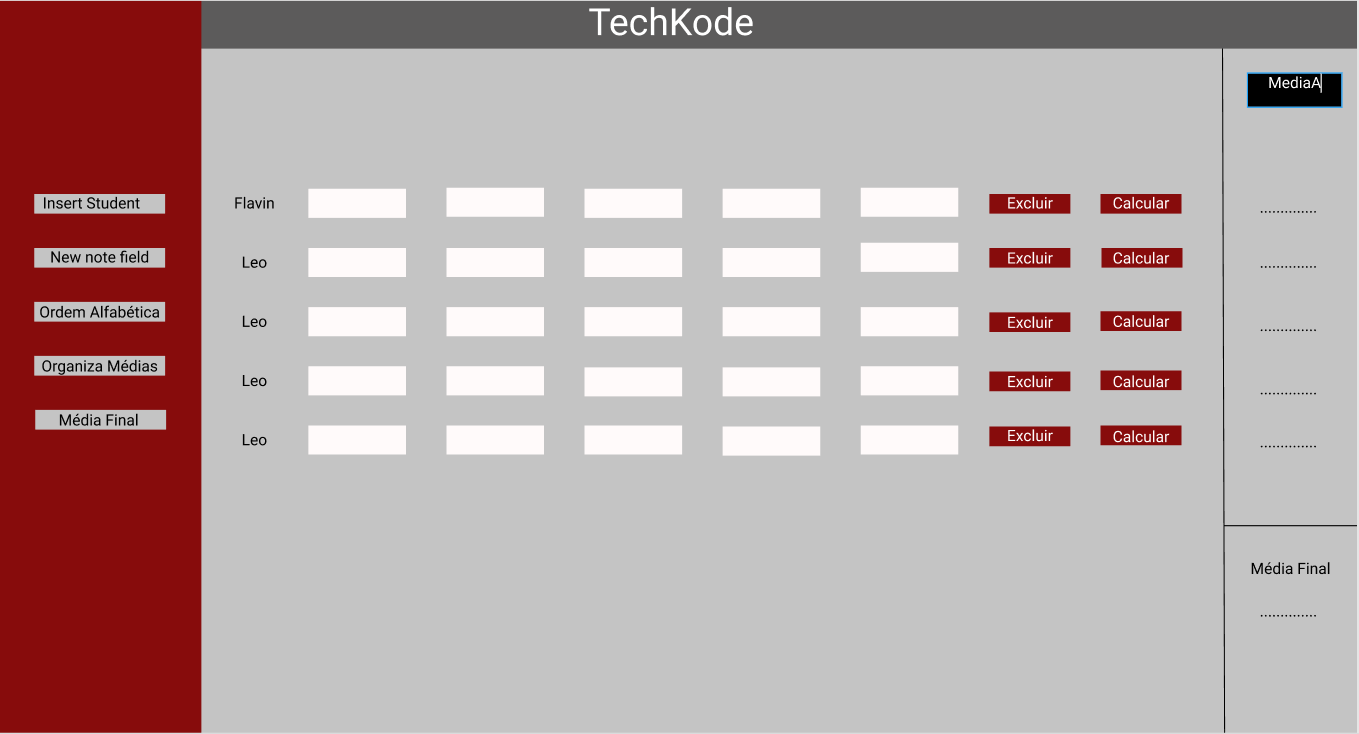 TechKode
MediaA
Insert Student
Flavin
Excluir
Calcular
..............
New note field
Leo
Excluir
Calcular
..............
Ordem Alfabética
Leo
Excluir
Calcular
..............
Organiza Médias
Leo
Excluir
Calcular
..............
Média Final
Leo
Excluir
Calcular
..............
Média Final
..............